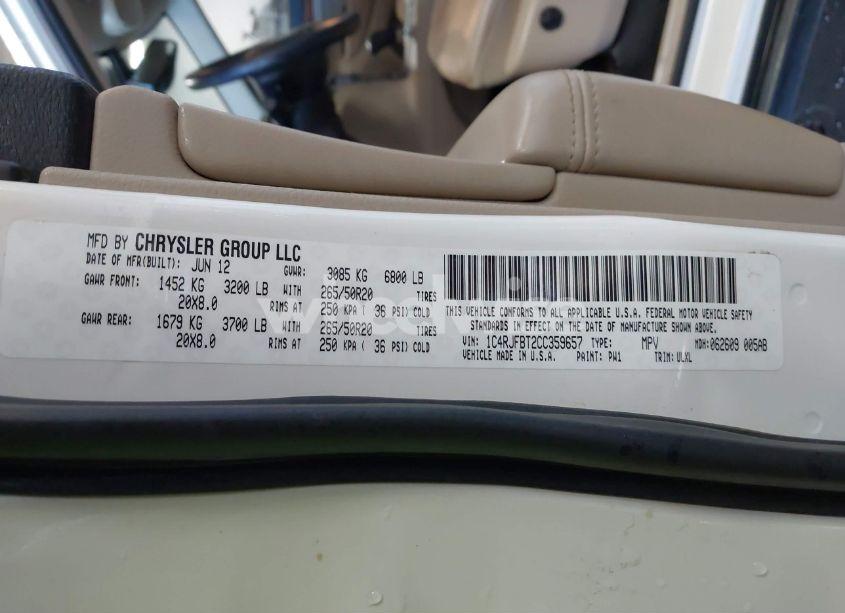 MFD BY CHRYSLER GROUP LLC
DATE OF MFR(BUILT): JUN 12 GVWR: 3085 KG 6800 LB
GAWR FRONT: 1452 KG 3200 LB WITH 265/50R20 TIRES
20X8.0 RIMS AT 250 KPA ( 36 PSI) COLD
GAWR REAR: 1679 KG 3700 LB WITH 265/50R20 TIRES
20X8.0 RIMS AT 250 KPA ( 36 PSI) COLD
THIS VEHICLE CONFORMS TO ALL APPLICABLE U.S.A. FEDERAL MOTOR VEHICLE SAFETY
STANDARDS IN EFFECT ON THE DATE OF MANUFACTURE SHOWN ABOVE.
VIN: 1C4RJFBT2CC359657 TYPE: MPV MDH: 062609 005AB
VEHICLE MADE IN U.S.A. PAINT: PW1 TRIM: ULXL